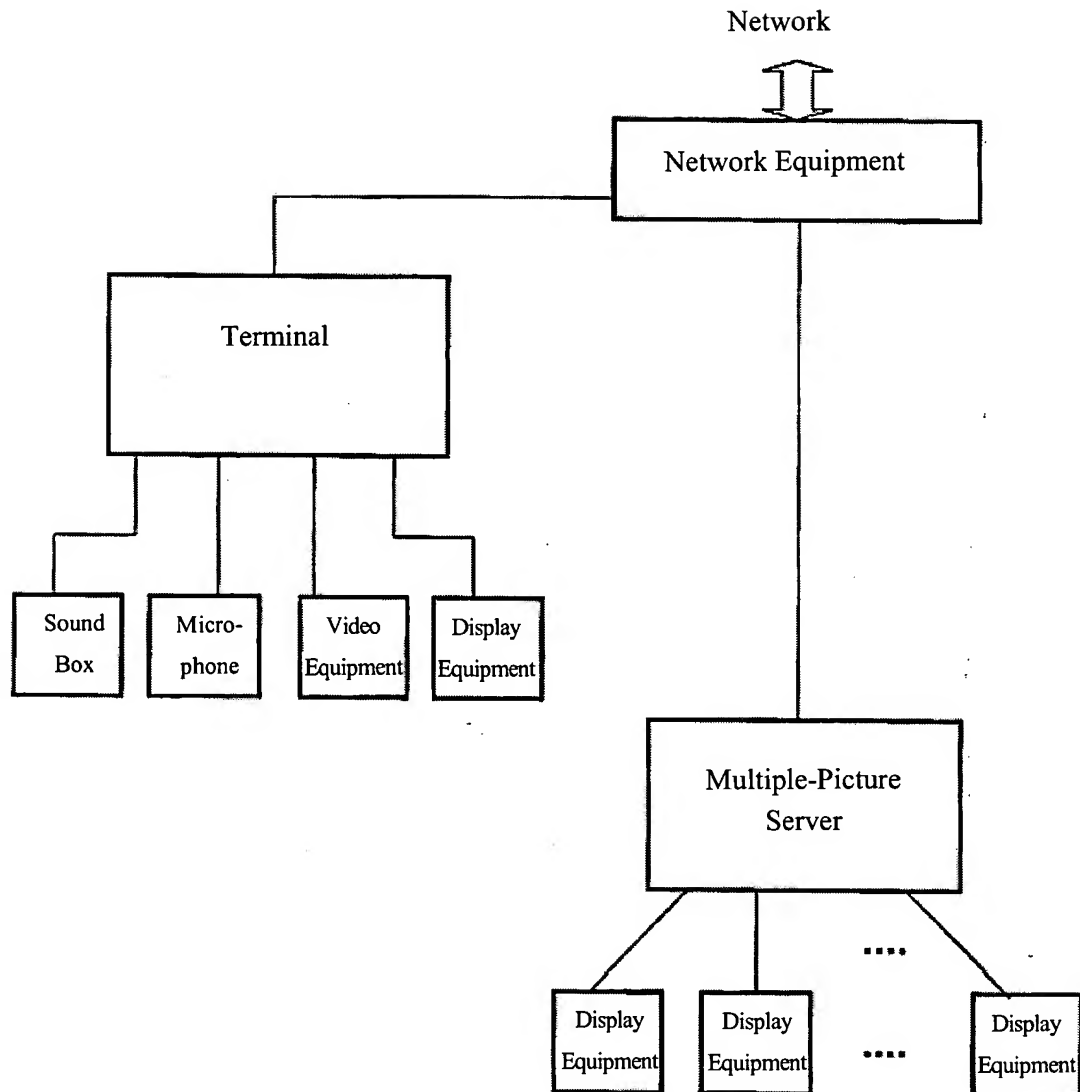 Network
Network Equipment
Terminal
Sound
Box
Micro-
phone
Video
Equipment
Display
Equipment
Multiple-Picture
Server
....
Display
Equipment
Display
Equipment
....
Display
Equipment